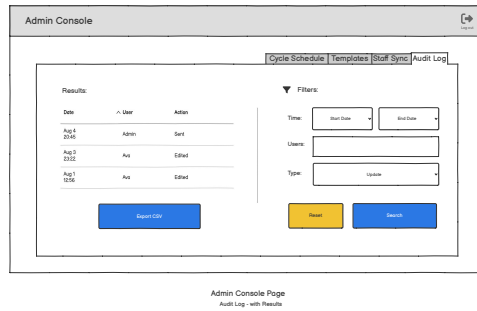 Admin Console
Log out
Cycle Schedule
Templates
Staff Sync
Audit Log
Results:
Date ^ User Action
Aug 4
20:45 Admin Sent
Aug 3
23:22 Ava Edited
Aug 1
12:56 Ava Edited
Export CSV
Filters:
Time: Start Date End Date
Users:
Type: Update
Reset Search
Admin Console Page
Audit Log - with Results